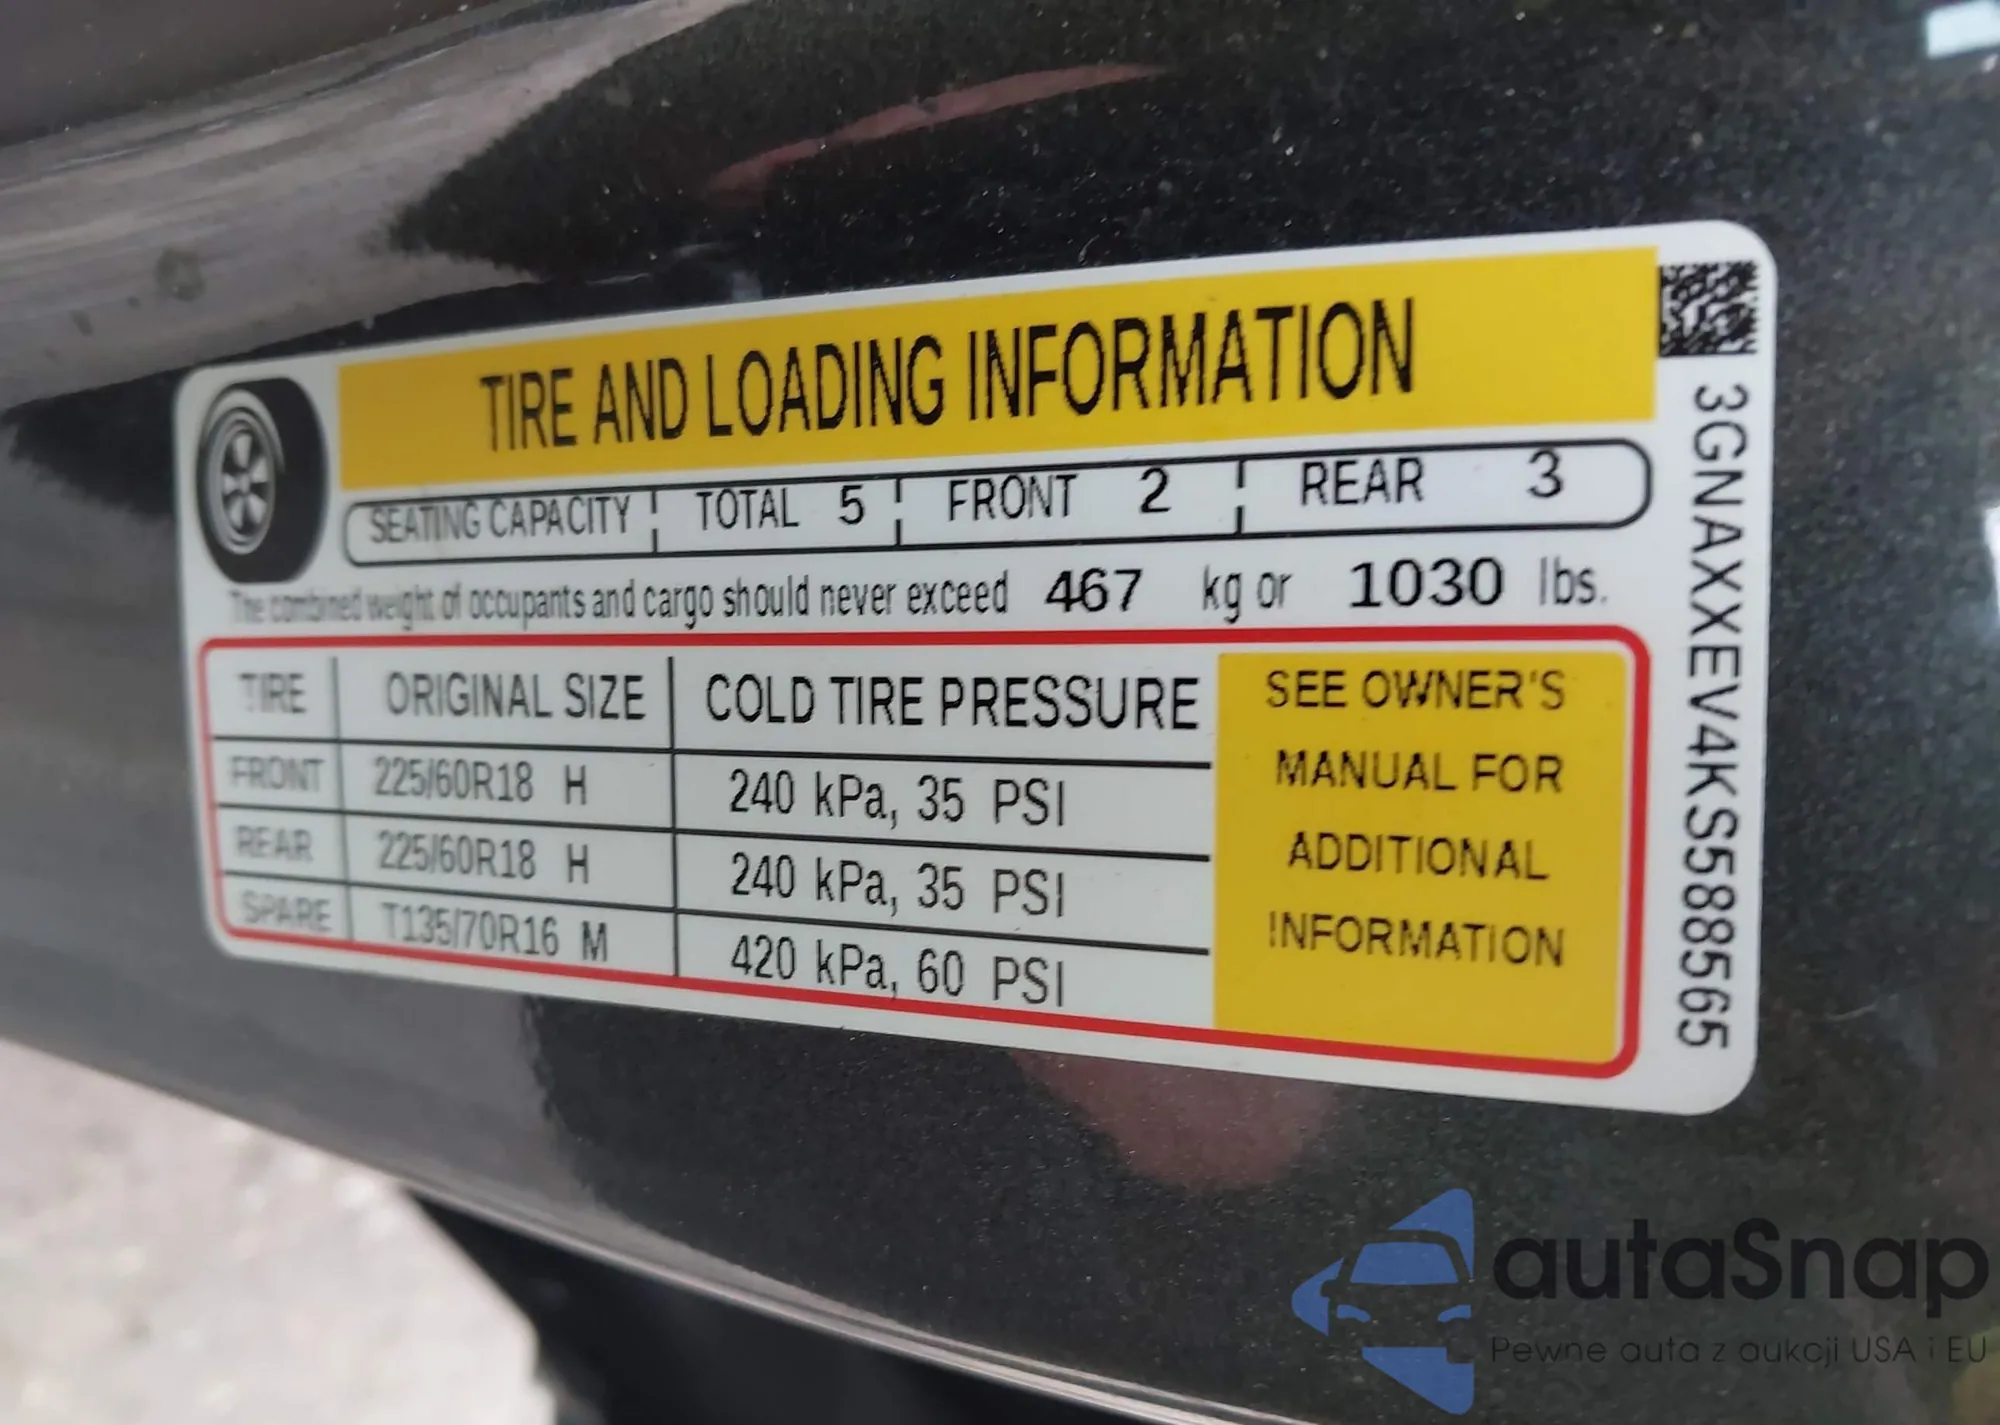 TIRE AND LOADING INFORMATION
SEATING CAPACITY TOTAL 5 FRONT 2 REAR 3
The combined weight of occupants and cargo should never exceed 467 kg or 1030 lbs.
TIRE ORIGINAL SIZE COLD TIRE PRESSURE
FRONT 225/60R18 H 240 kPa, 35 PSI
REAR 225/60R18 H 240 kPa, 35 PSI
SPARE T135/70R16 M 420 kPa, 60 PSI
SEE OWNER'S
MANUAL FOR
ADDITIONAL
INFORMATION
3GNAXXEV4KS588565
autaSnap
Pewne auta z aukcji USA i EU